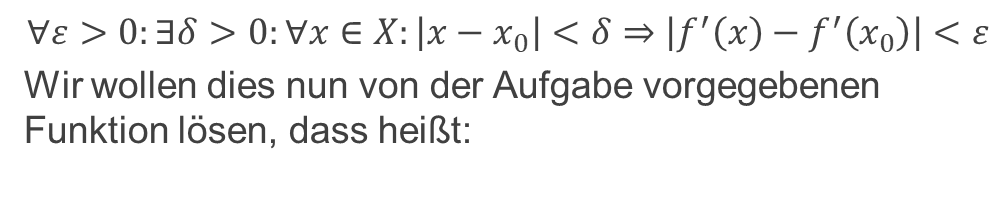 ∀ε > 0: ∃δ > 0: ∀x ∈ X: |x − x₀| < δ ⇒ |f′(x) − f′(x₀)| < ε
Wir wollen dies nun von der Aufgabe vorgegebenen
Funktion lösen, dass heißt: